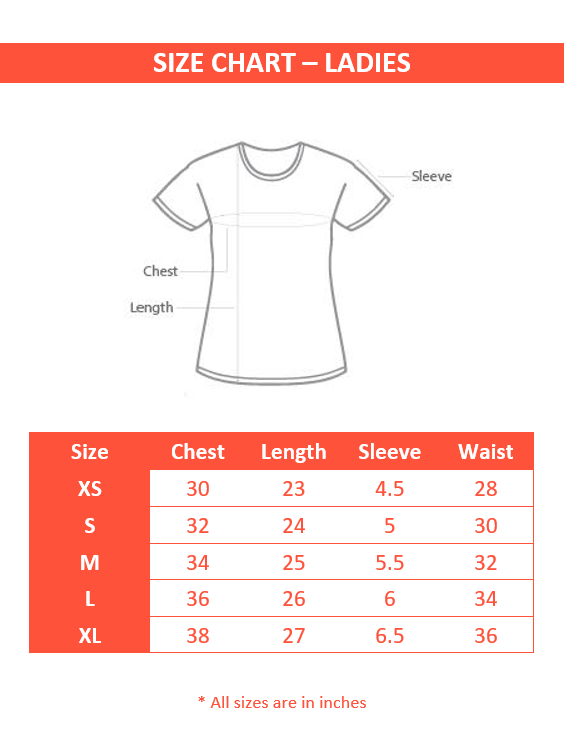 SIZE CHART – LADIES
Sleeve
Chest
Length
Size Chest Length Sleeve Waist
XS 30 23 4.5 28
S 32 24 5 30
M 34 25 5.5 32
L 36 26 6 34
XL 38 27 6.5 36
* All sizes are in inches